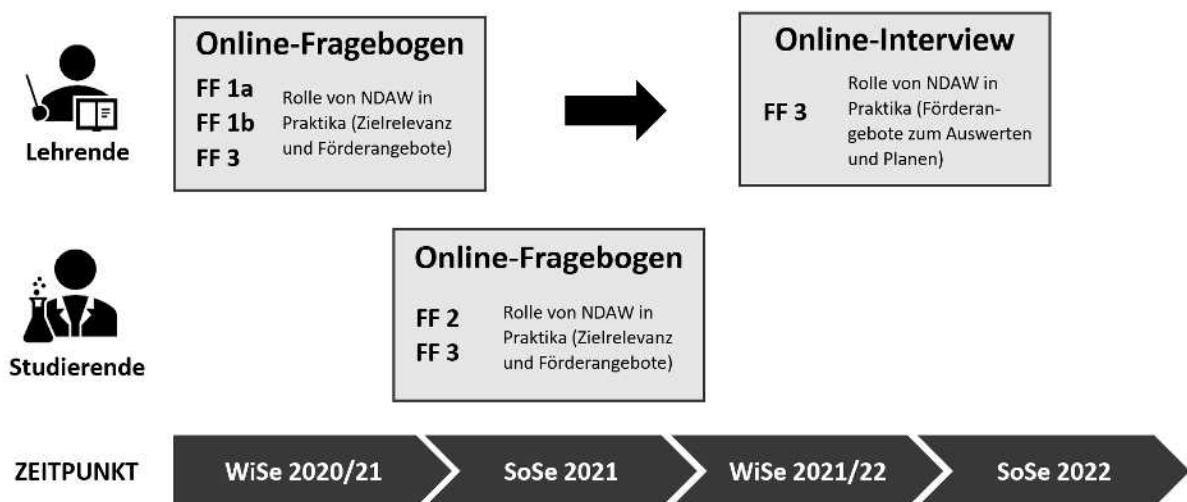 Online-Fragebogen
FF 1a
FF 1b
FF 3
Rolle von NDAW in
Praktika (Zielrelevanz
und Förderangebote)
Lehrende
Online-Interview
FF 3
Rolle von NDAW in
Praktika (Förderan-
gebote zum Auswerten
und Planen)
Online-Fragebogen
FF 2
FF 3
Rolle von NDAW in
Praktika (Zielrelevanz
und Förderangebote)
Studierende
ZEITPUNKT
WiSe 2020/21
SoSe 2021
WiSe 2021/22
SoSe 2022